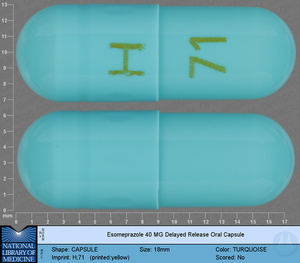 13
12
11
10
9
8
7
6
5
4
3
2
1
mm
H 71
1 2 3 4 5 6 7 8 9 10 11 12 13 14 15 16 17
NATIONAL
LIBRARY OF
MEDICINE
Esomeprazole 40 MG Delayed Release Oral Capsule
Shape: CAPSULE Size: 18mm Color: TURQUOISE
Imprint: H;71 (printed:yellow) Scored: No